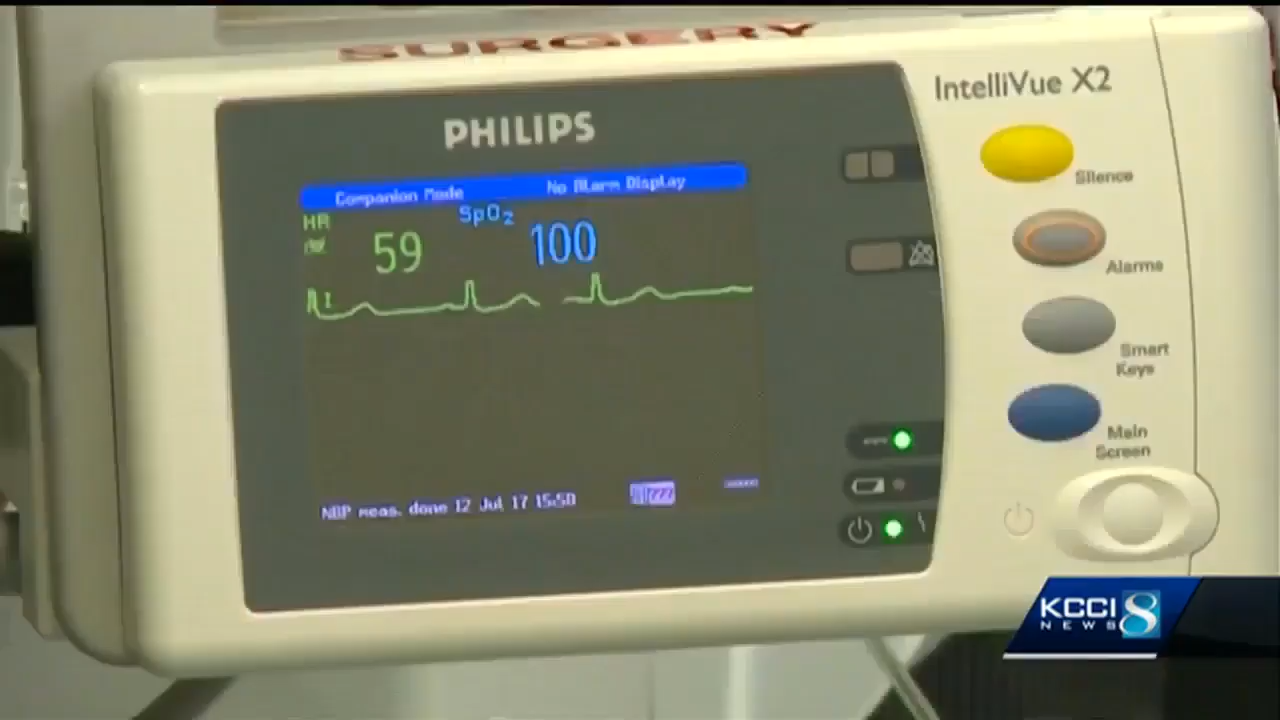 SURGERY
IntelliVue X2
PHILIPS
Companion Mode No Alarm Display
HR SpO₂
59 100
I
NBP meas. done 12 Jul 17 15:50
Silence
Alarms
Smart
Keys
Main
Screen
KCCI 8
NEWS